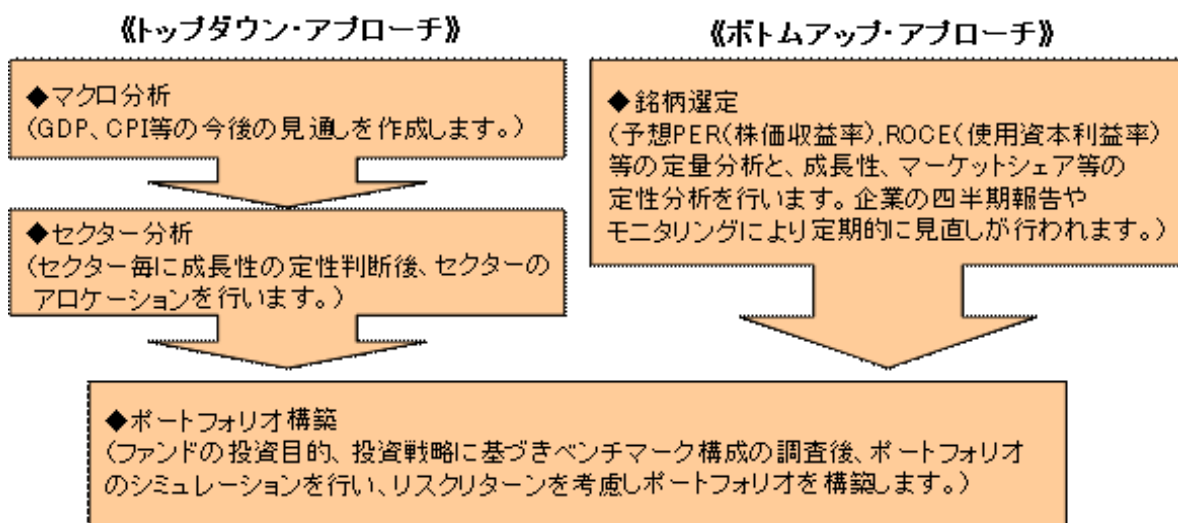 《トップダウン・アプローチ》
◆マクロ分析
(GDP、CPI等の今後の見通しを作成します。)
◆セクター分析
(セクター毎に成長性の定性判断後、セクターの
アロケーションを行います。)
《ボトムアップ・アプローチ》
◆銘柄選定
(予想PER(株価収益率),ROCE(使用資本利益率)
等の定量分析と、成長性、マーケットシェア等の
定性分析を行います。企業の四半期報告や
モニタリングにより定期的に見直しが行われます。)
◆ポートフォリオ構築
(ファンドの投資目的、投資戦略に基づきベンチマーク構成の調査後、ポートフォリオ
のシミュレーションを行い、リスクリターンを考慮しポートフォリオを構築します。)